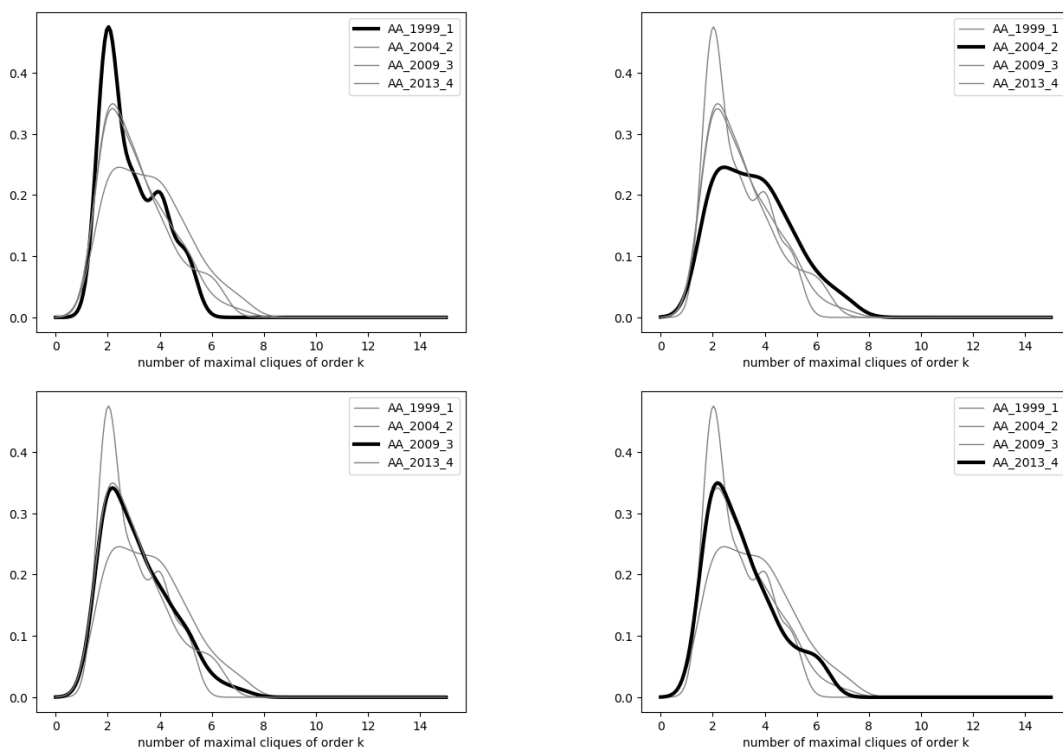 AA_1999_1
AA_2004_2
AA_2009_3
AA_2013_4
0.4
0.3
0.2
0.1
0.0
0 2 4 6 8 10 12 14
number of maximal cliques of order k
AA_1999_1
AA_2004_2
AA_2009_3
AA_2013_4
0.4
0.3
0.2
0.1
0.0
0 2 4 6 8 10 12 14
number of maximal cliques of order k
AA_1999_1
AA_2004_2
AA_2009_3
AA_2013_4
0.4
0.3
0.2
0.1
0.0
0 2 4 6 8 10 12 14
number of maximal cliques of order k
AA_1999_1
AA_2004_2
AA_2009_3
AA_2013_4
0.4
0.3
0.2
0.1
0.0
0 2 4 6 8 10 12 14
number of maximal cliques of order k